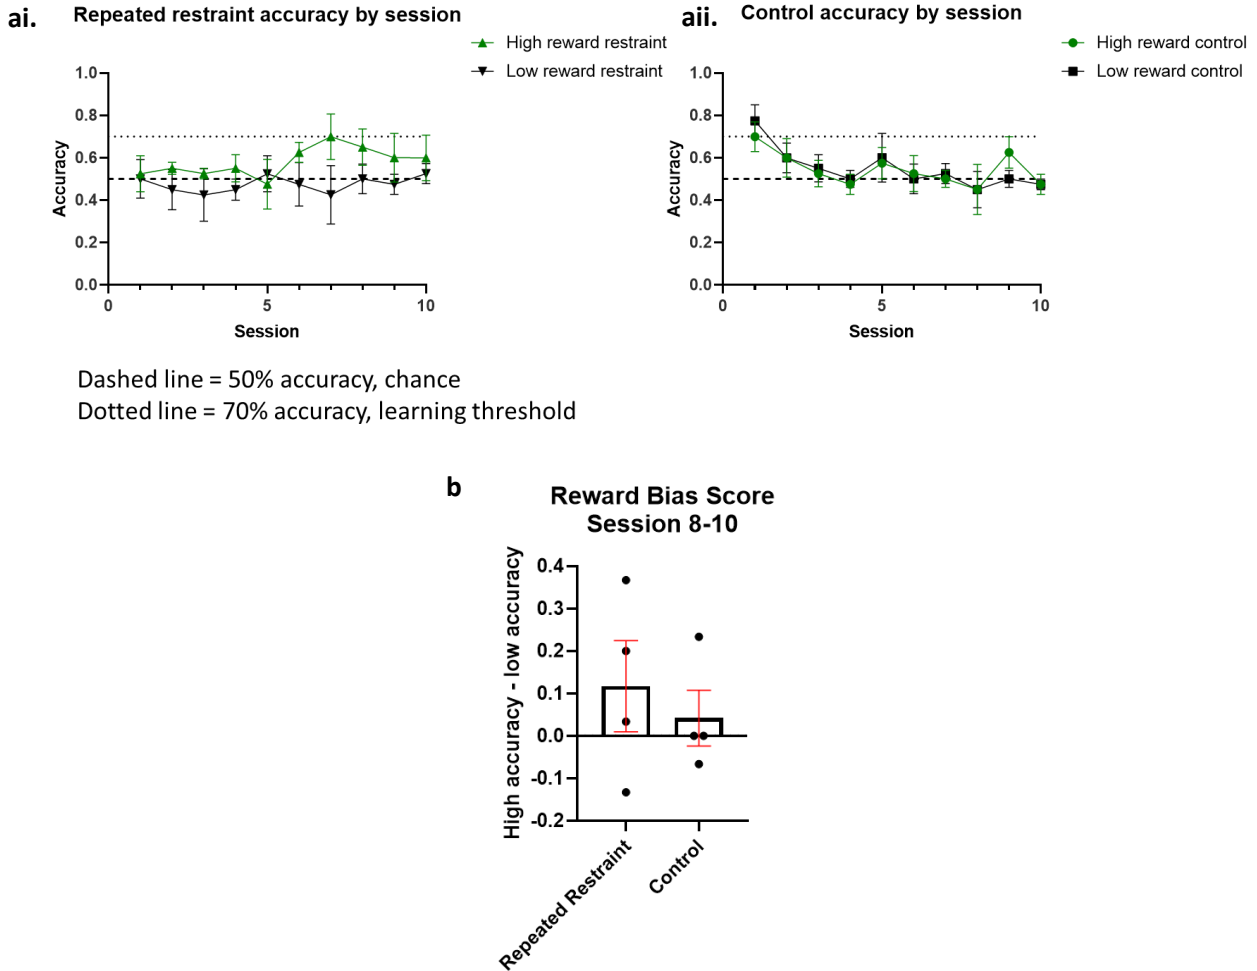 ai.
Repeated restraint accuracy by session
High reward restraint
Low reward restraint
1.0
0.8
0.6
0.4
0.2
0.0
Accuracy
0
5
10
Session
aii.
Control accuracy by session
High reward control
Low reward control
1.0
0.8
0.6
0.4
0.2
0.0
Accuracy
0
5
10
Session
Dashed line = 50% accuracy, chance
Dotted line = 70% accuracy, learning threshold
b
Reward Bias Score
Session 8-10
High accuracy - low accuracy
0.4
0.3
0.2
0.1
0.0
-0.1
-0.2
Repeated Restraint
Control